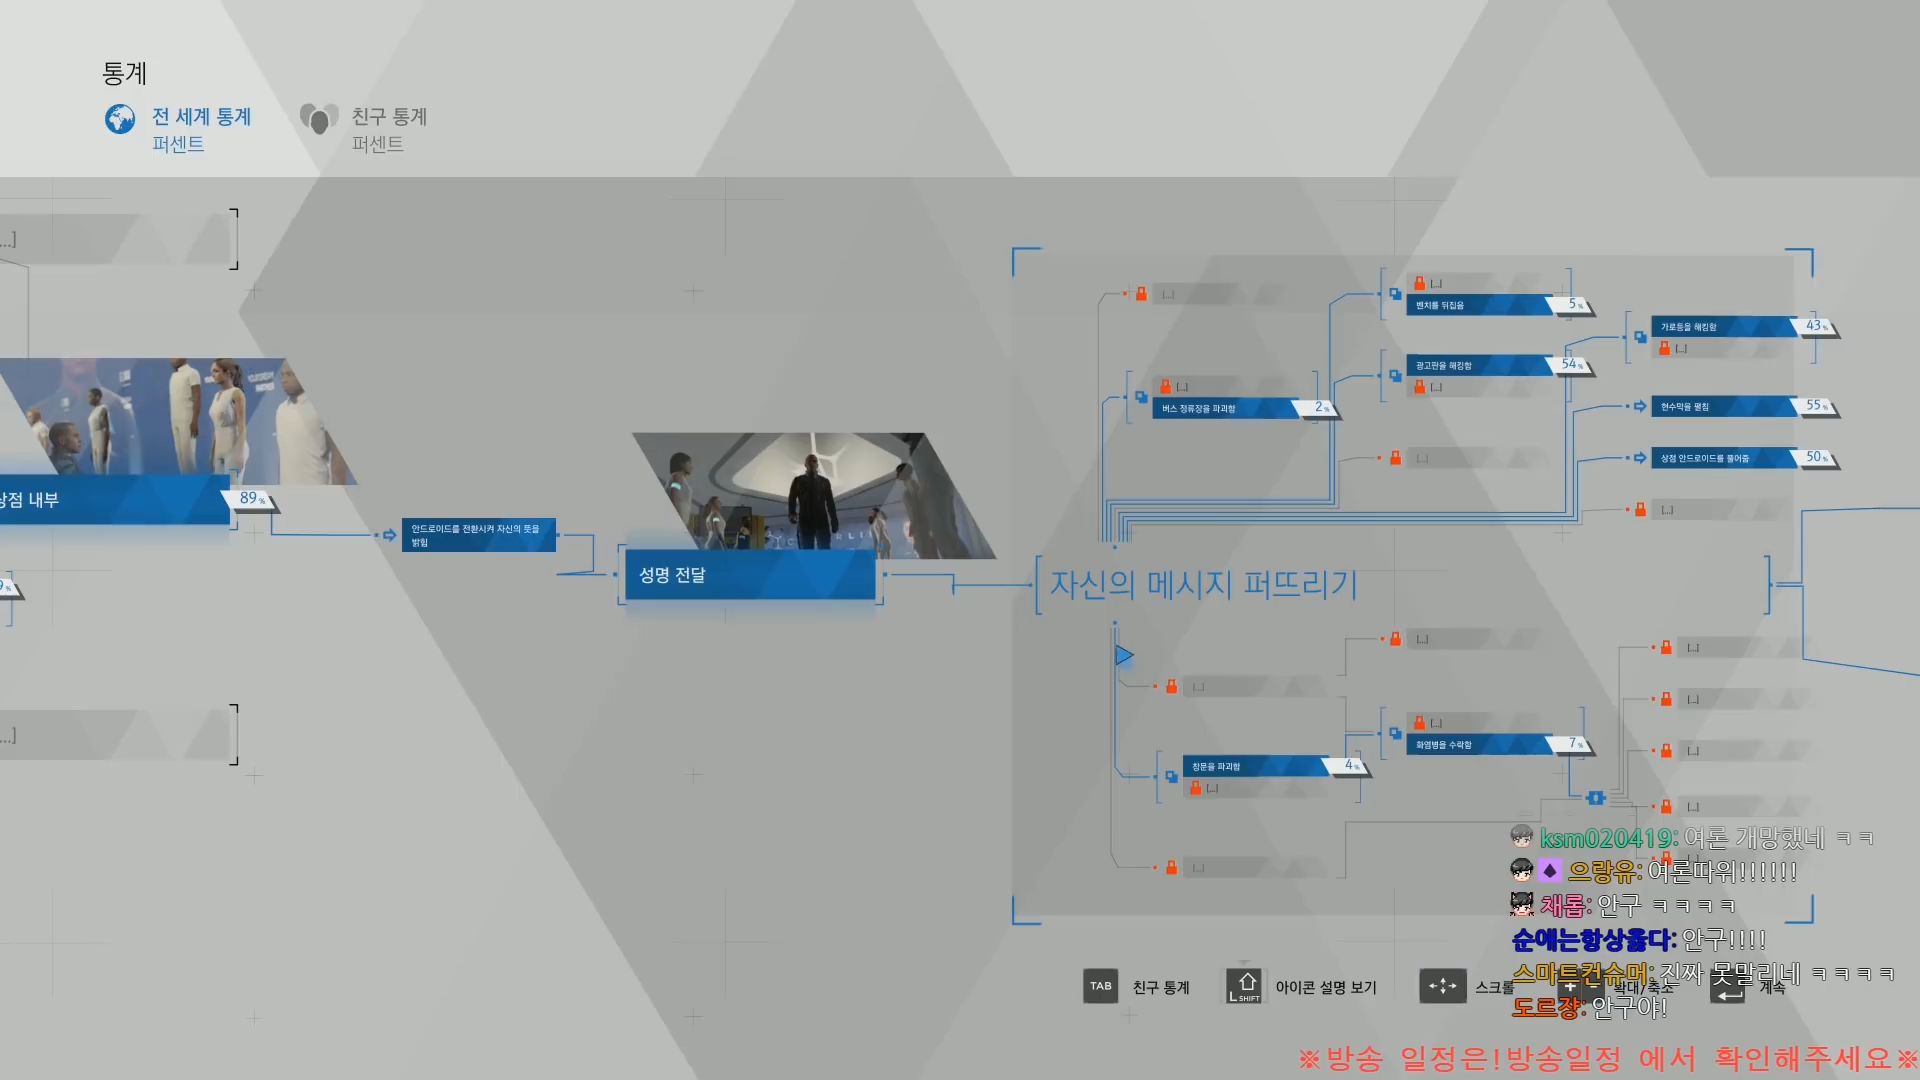 통계
전 세계 통계
퍼센트
친구 통계
퍼센트
...]
상점 내부
89%
...]
안드로이드를 전환시켜 자신의 뜻을
밝힘
성명 전달
자신의 메시지 퍼뜨리기
[...]
[...]
버스 정류장을 파괴함
2%
[...]
벤치를 뒤집음
5%
광고판을 해킹함
54%
[...]
[...]
가로등을 해킹함
43%
[...]
현수막을 펼침
55%
상점 안드로이드를 풀어줌
50%
[...]
[...]
[...]
창문을 파괴함
4%
[...]
[...]
[...]
화염병을 수락함
7%
[...]
[...]
[...]
[...]
ksm020419: 여론 개망했네 ㅋㅋ
으랑유: 여론따위!!!!!!
채롭: 안구 ㅋㅋㅋㅋ
순애는항상옳다: 안구!!!!
스마트컨슈머: 진짜 못말리네 ㅋㅋㅋㅋ
도르쟝: 안구야!
TAB
친구 통계
L SHIFT
아이콘 설명 보기
스크롤
+
확대/축소
계속
※방송 일정은!방송일정 에서 확인해주세요※